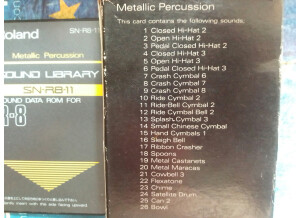 Roland
Metallic Percussion
SN-R8-11
SOUND LIBRARY
SN-R8-11
SOUND DATA ROM FOR
R-8
Metallic Percussion
This card contains the following sounds:
1 Closed Hi-Hat 2
2 Open Hi-Hat 2
3 Pedal Closed Hi-Hat 2
4 Closed Hi-Hat 3
5 Open Hi-Hat 3
6 Pedal Closed Hi-Hat 3
7 Crash Cymbal 6
8 Crash Cymbal 7
9 Crash Cymbal 8
10 Ride Cymbal 2
11 Ride-Bell Cymbal 2
12 Ride-Bell Cymbal 2
13 Splash Cymbal 3
14 Small Chinese Cymbal
15 Hand Cymbals 1
16 Sleigh Bell
17 Ribbon Crasher
18 Spoons
19 Metal Castanets
20 Metal Maracas
21 Cowbell 3
22 Flexatone
23 Chime
24 Satellite Drum
25 Can 2
26 Bowl